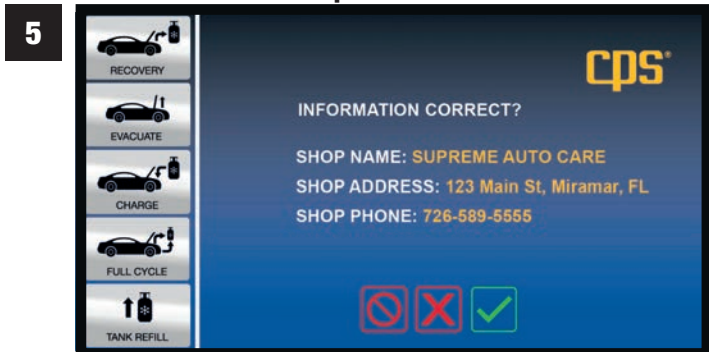 5
RECOVERY
EVACUATE
CHARGE
FULL CYCLE
TANK REFILL
cps®
INFORMATION CORRECT?
SHOP NAME: SUPREME AUTO CARE
SHOP ADDRESS: 123 Main St, Miramar, FL
SHOP PHONE: 726-589-5555